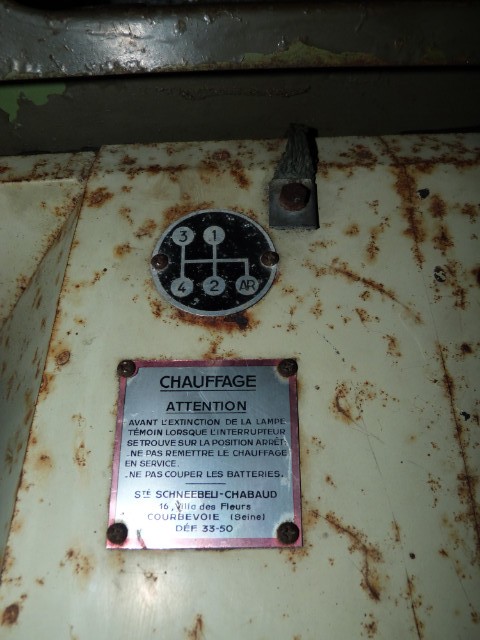 3 1
4 2 AR
CHAUFFAGE
ATTENTION
AVANT L'EXTINCTION DE LA LAMPE
TÉMOIN LORSQUE L'INTERRUPTEUR
SE TROUVE SUR LA POSITION ARRÊT:
_NE PAS REMETTRE LE CHAUFFAGE
EN SERVICE.
_NE PAS COUPER LES BATTERIES.
STÉ SCHNEEBELI-CHABAUD
16, Villa des Fleurs
COURBEVOIE (Seine)
DÉF 33-50